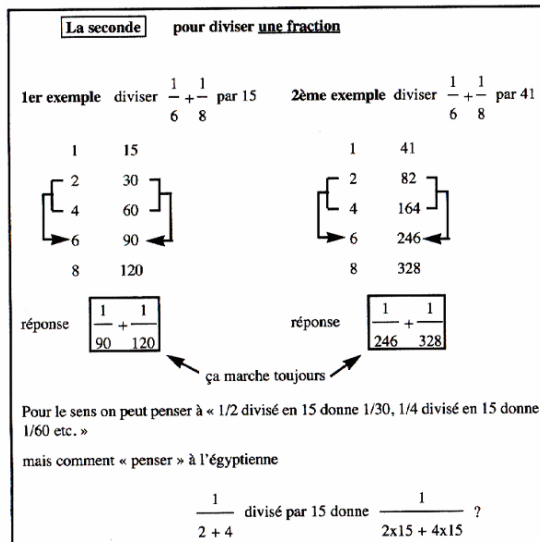 La seconde pour diviser une fraction
1er exemple diviser 1/6 + 1/8 par 15
2ème exemple diviser 1/6 + 1/8 par 41
1 15
2 30
4 60
6 90
8 120
1 41
2 82
4 164
6 246
8 328
réponse 1/90 + 1/120
réponse 1/246 + 1/328
ça marche toujours
Pour le sens on peut penser à « 1/2 divisé en 15 donne 1/30, 1/4 divisé en 15 donne
1/60 etc. »
mais comment « penser » à l'égyptienne
1/(2 + 4) divisé par 15 donne 1/(2x15 + 4x15) ?